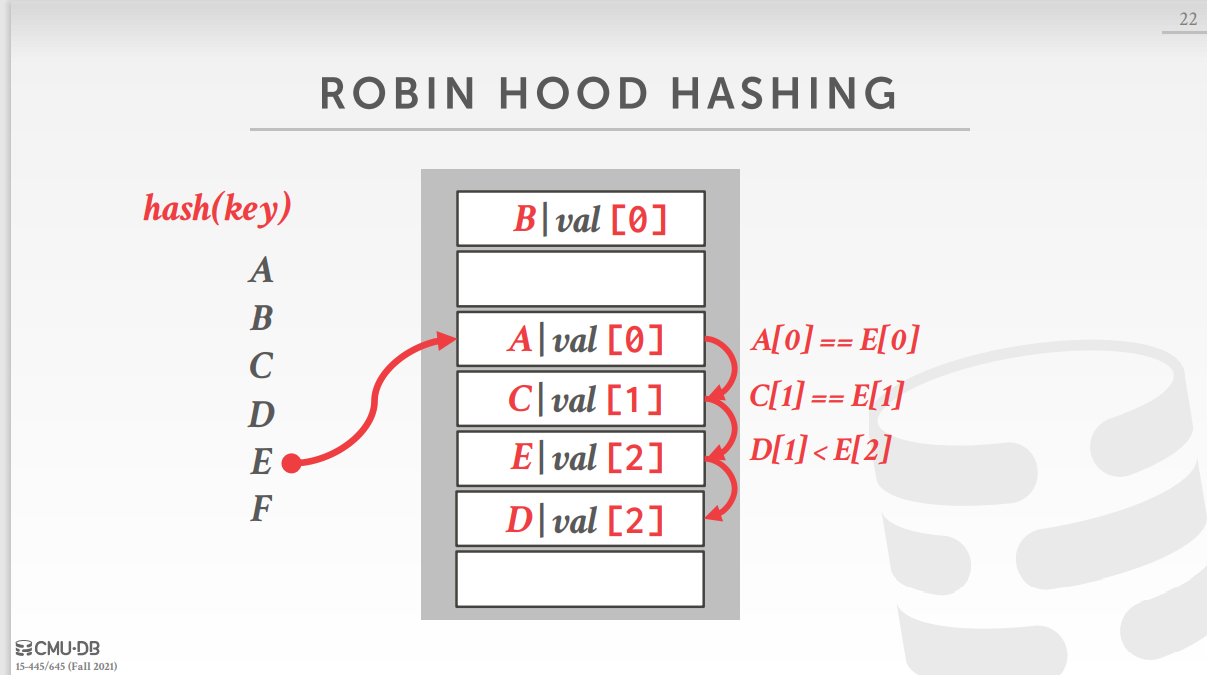 22
ROBIN HOOD HASHING
hash(key)
A
B
C
D
E
F
B|val [0]
A|val [0]
C|val [1]
E|val [2]
D|val [2]
A[0] == E[0]
C[1] == E[1]
D[1] < E[2]
CMU·DB
15-445/645 (Fall 2021)